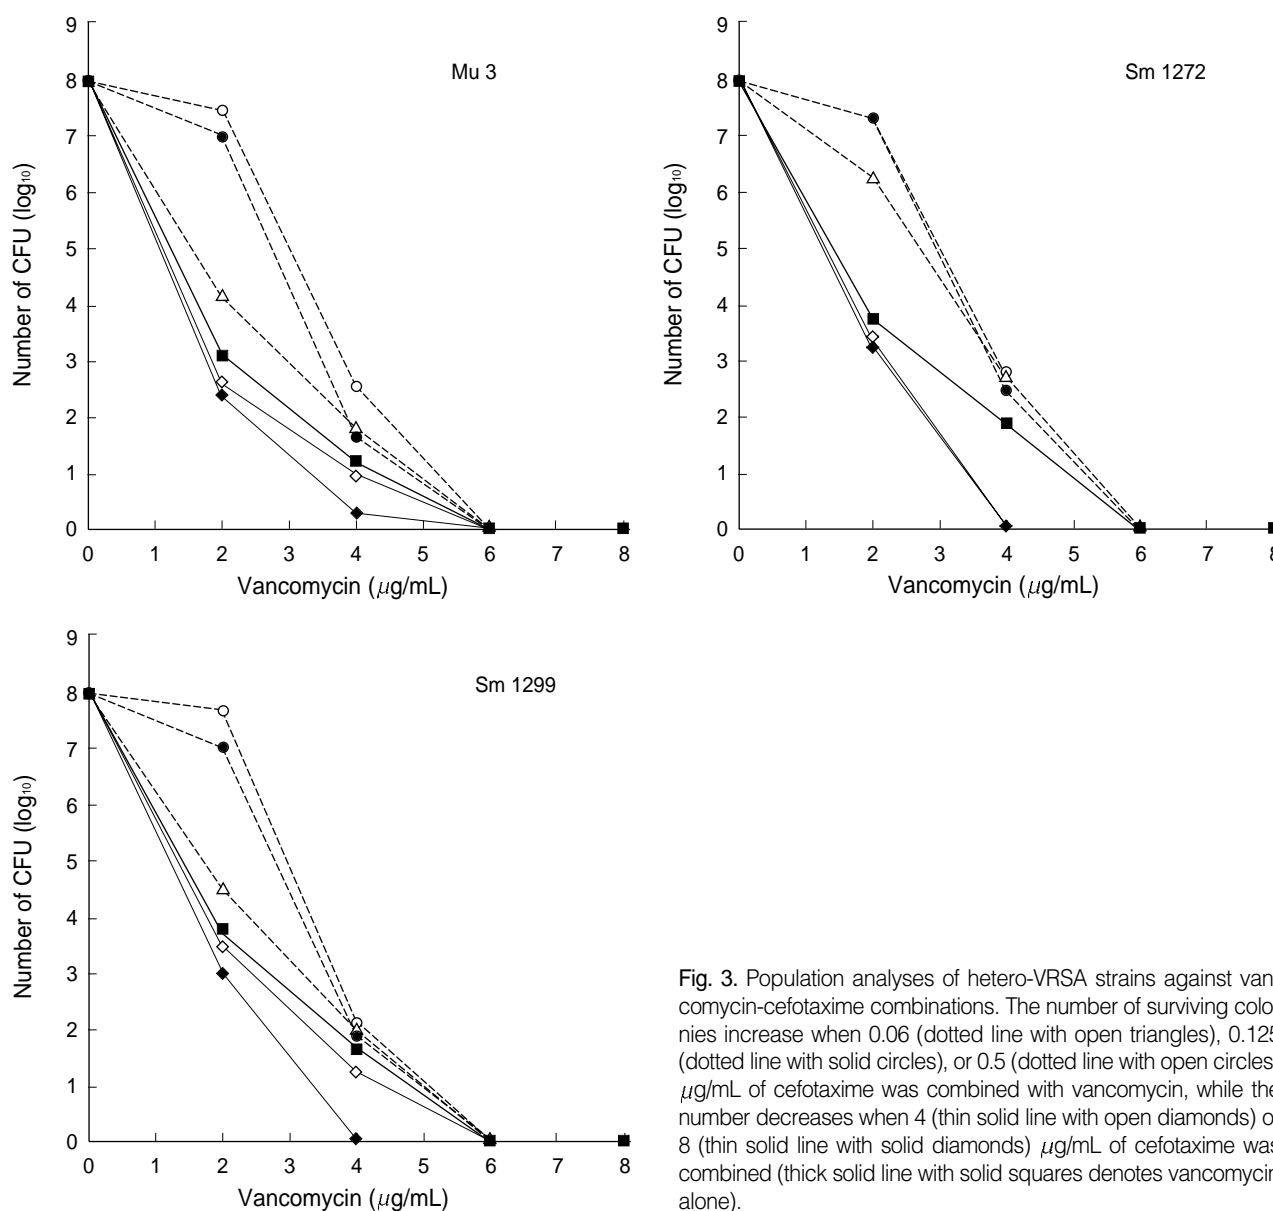 9
8
7
6
5
4
3
2
1
0
Number of CFU (log10)
Mu 3
0 1 2 3 4 5 6 7 8
Vancomycin (μg/mL)
9
8
7
6
5
4
3
2
1
0
Number of CFU (log10)
Sm 1272
0 1 2 3 4 5 6 7 8
Vancomycin (μg/mL)
9
8
7
6
5
4
3
2
1
0
Number of CFU (log10)
Sm 1299
0 1 2 3 4 5 6 7 8
Vancomycin (μg/mL)
Fig. 3. Population analyses of hetero-VRSA strains against van
comycin-cefotaxime combinations. The number of surviving colo
nies increase when 0.06 (dotted line with open triangles), 0.125
(dotted line with solid circles), or 0.5 (dotted line with open circles
μg/mL of cefotaxime was combined with vancomycin, while the
number decreases when 4 (thin solid line with open diamonds) o
8 (thin solid line with solid diamonds) μg/mL of cefotaxime was
combined (thick solid line with solid squares denotes vancomycin
alone).